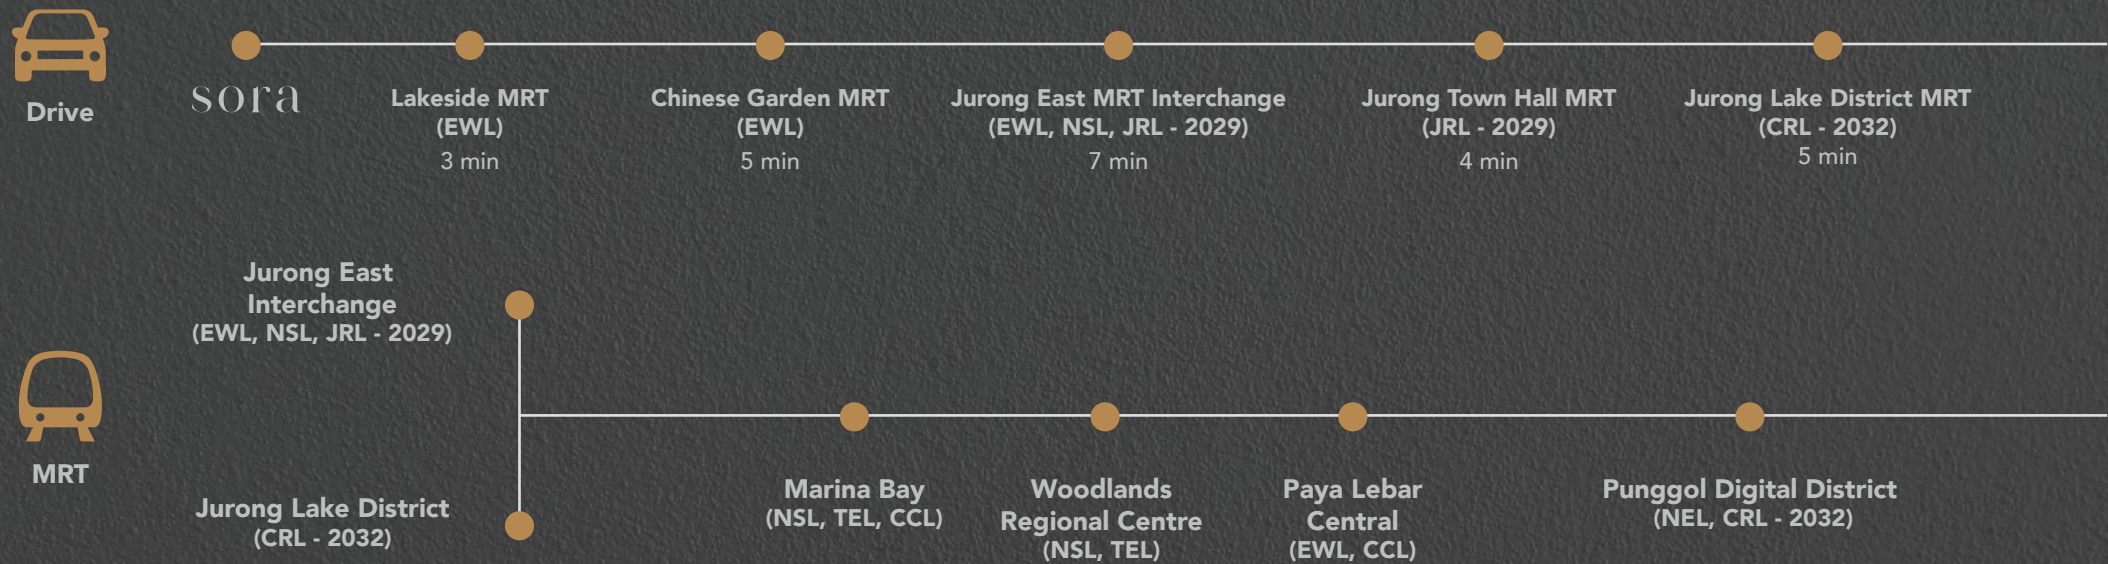 Drive
sora
Lakeside MRT
(EWL)
3 min
Chinese Garden MRT
(EWL)
5 min
Jurong East MRT Interchange
(EWL, NSL, JRL - 2029)
7 min
Jurong Town Hall MRT
(JRL - 2029)
4 min
Jurong Lake District MRT
(CRL - 2032)
5 min
MRT
Jurong East
Interchange
(EWL, NSL, JRL - 2029)
Jurong Lake District
(CRL - 2032)
Marina Bay
(NSL, TEL, CCL)
Woodlands
Regional Centre
(NSL, TEL)
Paya Lebar
Central
(EWL, CCL)
Punggol Digital District
(NEL, CRL - 2032)